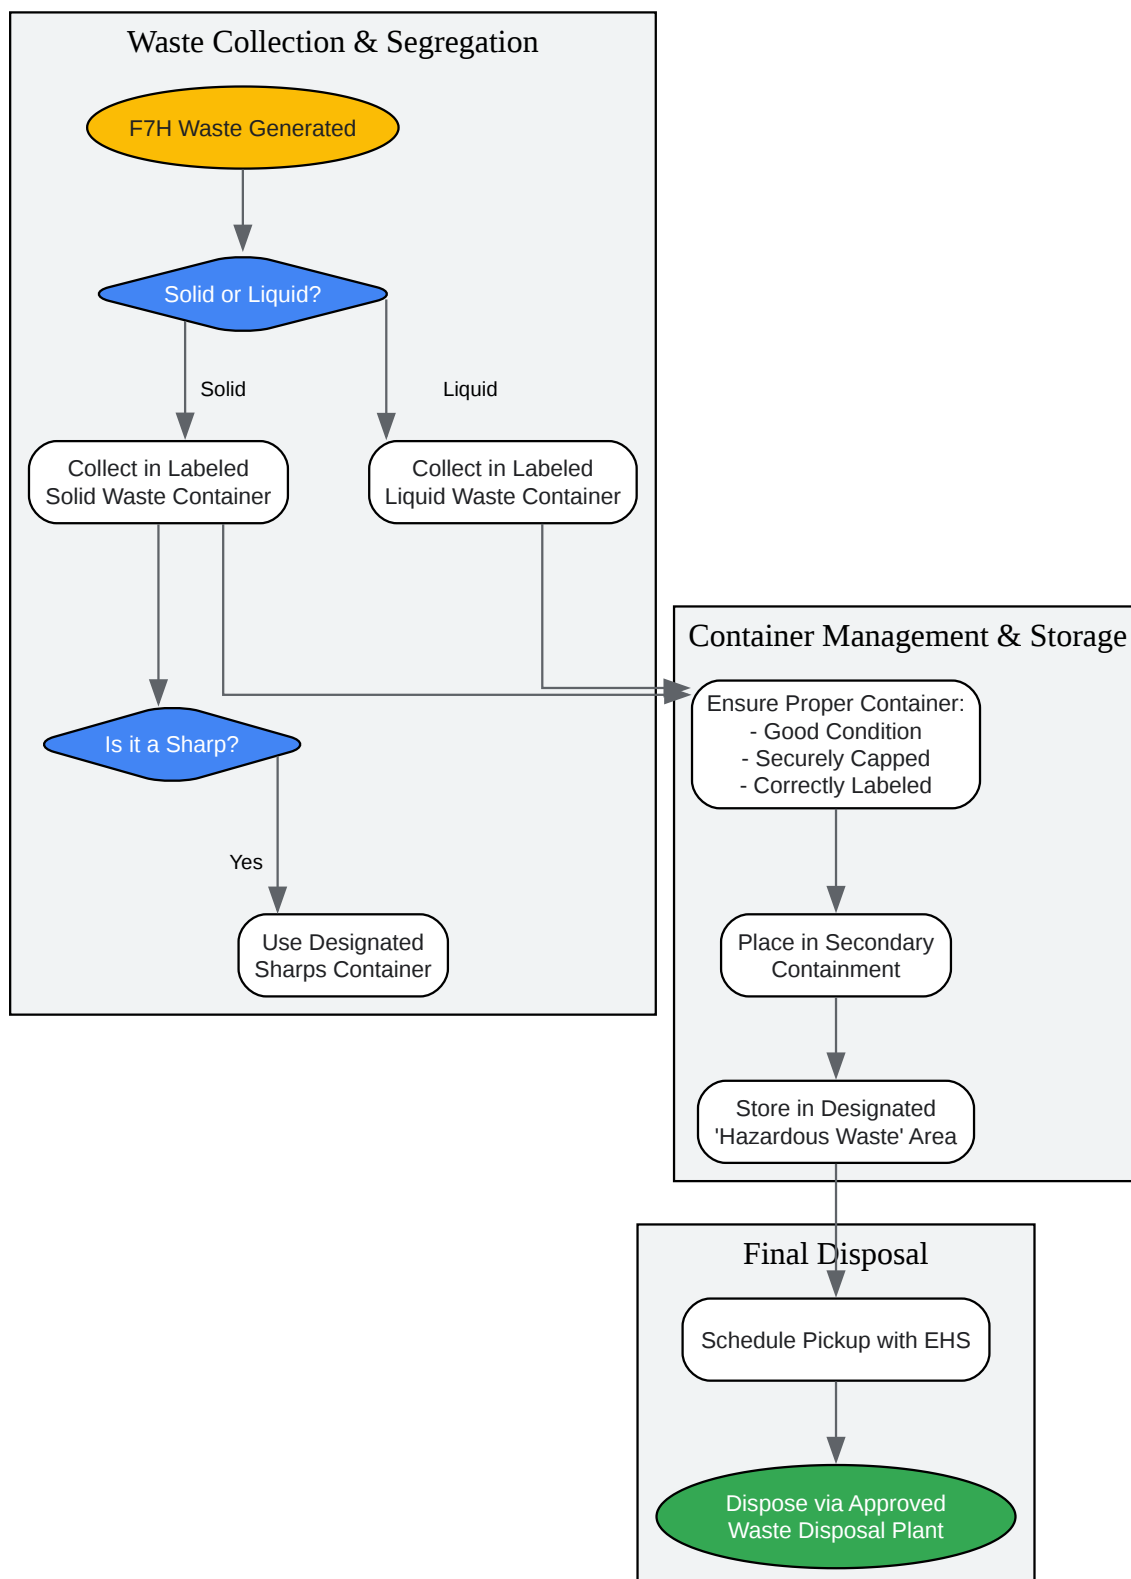 Waste Collection & Segregation
F7H Waste Generated
Solid or Liquid?
Solid
Liquid
Collect in Labeled
Solid Waste Container
Collect in Labeled
Liquid Waste Container
Is it a Sharp?
Yes
Use Designated
Sharps Container
Container Management & Storage
Ensure Proper Container:
- Good Condition
- Securely Capped
- Correctly Labeled
Place in Secondary
Containment
Store in Designated
'Hazardous Waste' Area
Final Disposal
Schedule Pickup with EHS
Dispose via Approved
Waste Disposal Plant